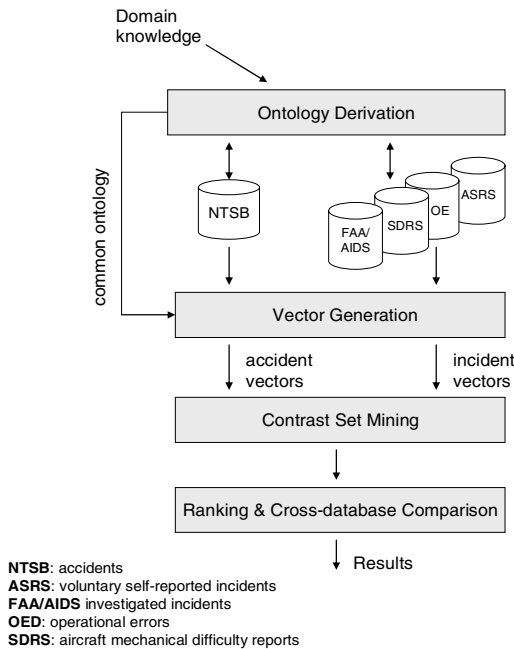 Domain
knowledge
Ontology Derivation
common ontology
NTSB
FAA/
AIDS
SDRS
OE
ASRS
Vector Generation
accident
vectors
incident
vectors
Contrast Set Mining
Ranking & Cross-database Comparison
Results
NTSB: accidents
ASRS: voluntary self-reported incidents
FAA/AIDS investigated incidents
OED: operational errors
SDRS: aircraft mechanical difficulty reports